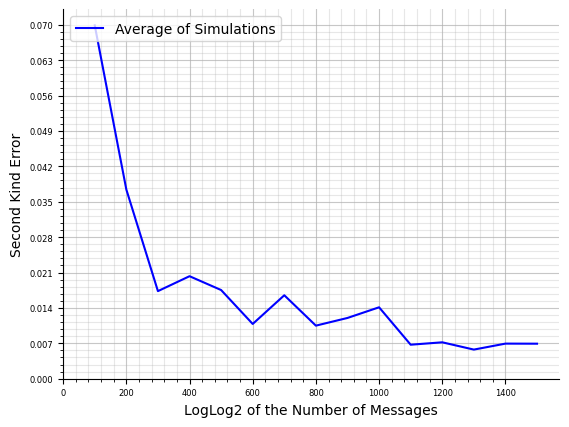 Average of Simulations
0.070
0.063
0.056
0.049
0.042
0.035
0.028
0.021
0.014
0.007
0.000
Second Kind Error
0 200 400 600 800 1000 1200 1400
LogLog2 of the Number of Messages